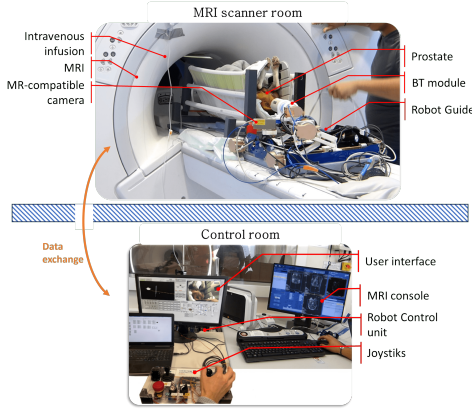 MRI scanner room
Intravenous
infusion
MRI
MR-compatible
camera
Prostate
BT module
Robot Guide
Data
exchange
Control room
User interface
MRI console
Robot Control
unit
Joystiks